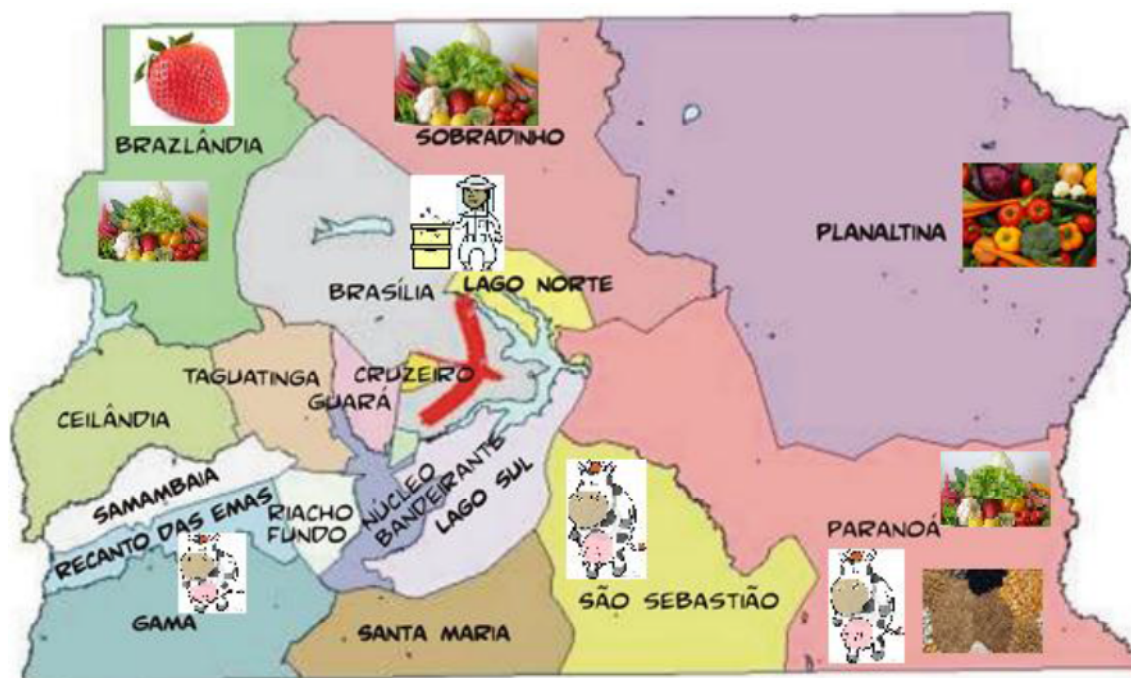 BRAZLÂNDIA
SOBRADINHO
PLANALTINA
BRASÍLIA
LAGO NORTE
TAGUATINGA
CRUZEIRO
GUARÁ
CEILÂNDIA
SAMAMBAIA
RECANTO DAS EMAS
RIACHO
FUNDO
NÚCLEO
BANDEIRANTE
LAGO SUL
PARANOÁ
GAMA
SANTA MARIA
SÃO SEBASTIÃO